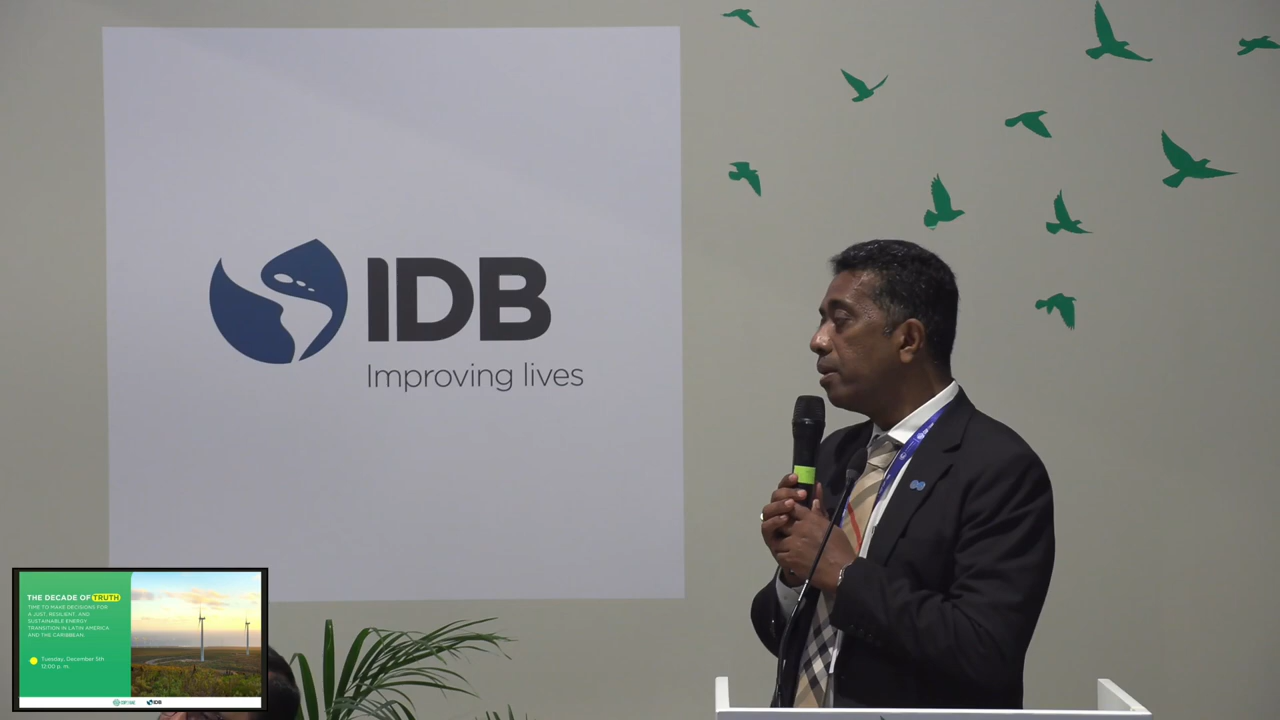 IDB
Improving lives
THE DECADE OF TRUTH
TIME TO MAKE DECISIONS FOR
A JUST, RESILIENT, AND
SUSTAINABLE ENERGY
TRANSITION IN LATIN AMERICA
AND THE CARIBBEAN.
Tuesday, December 5th
12:00 p. m.
IDB